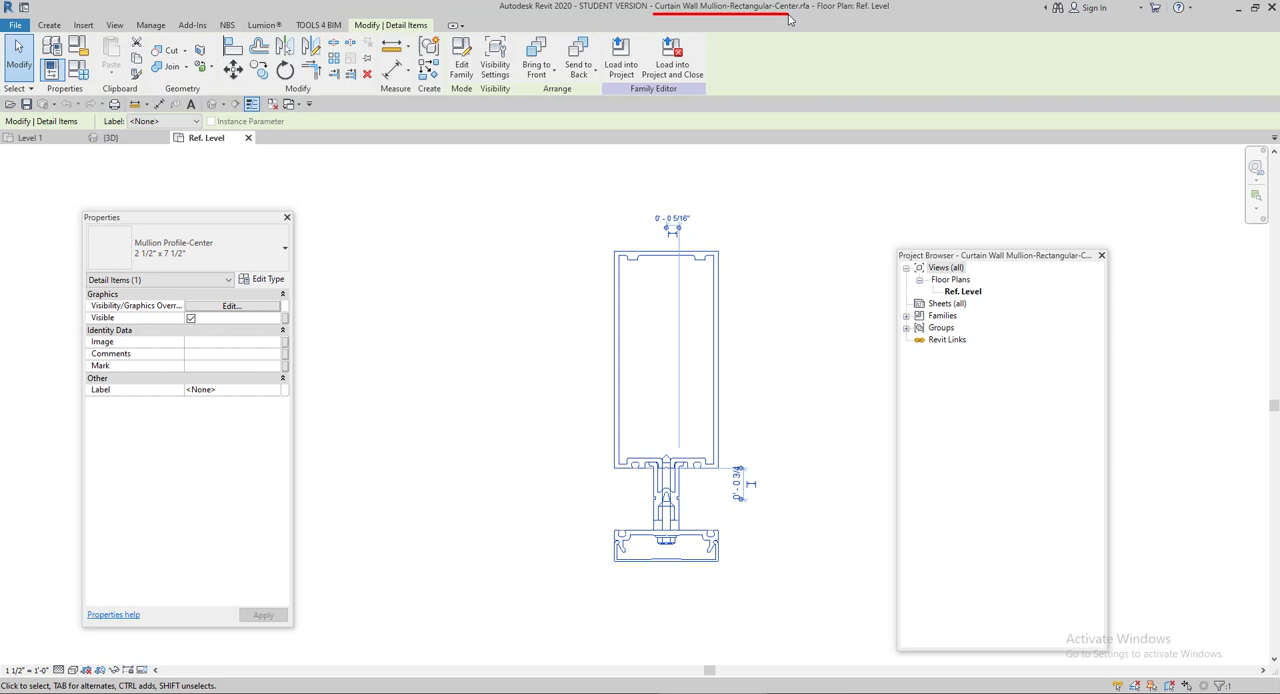 Autodesk Revit 2020 - STUDENT VERSION - Curtain Wall Mullion-Rectangular-Center.rfa - Floor Plan: Ref. Level
Sign In
File Create Insert View Manage Add-Ins NBS Lumion® TOOLS 4 BIM Modify | Detail Items
Modify Paste Cut Join Edit Family Visibility Settings Bring to Front Send to Back Load into Project Load into Project and Close
Select Properties Clipboard Geometry Modify Measure Create Mode Visibility Arrange Family Editor
Modify | Detail Items Label: <None> Instance Parameter
Level 1 {3D} Ref. Level
Properties
Mullion Profile-Center
2 1/2" x 7 1/2"
Detail Items (1) Edit Type
Graphics
Visibility/Graphics Overr... Edit...
Visible
Identity Data
Image
Comments
Mark
Other
Label <None>
Properties help Apply
0' - 0 5/16"
0' - 0 3/4
Project Browser - Curtain Wall Mullion-Rectangular-C...
Views (all)
Floor Plans
Ref. Level
Sheets (all)
Families
Groups
Revit Links
Activate Windows
Go to Settings to activate Windows.
1 1/2" = 1'-0"
Click to select, TAB for alternates, CTRL adds, SHIFT unselects.
:1